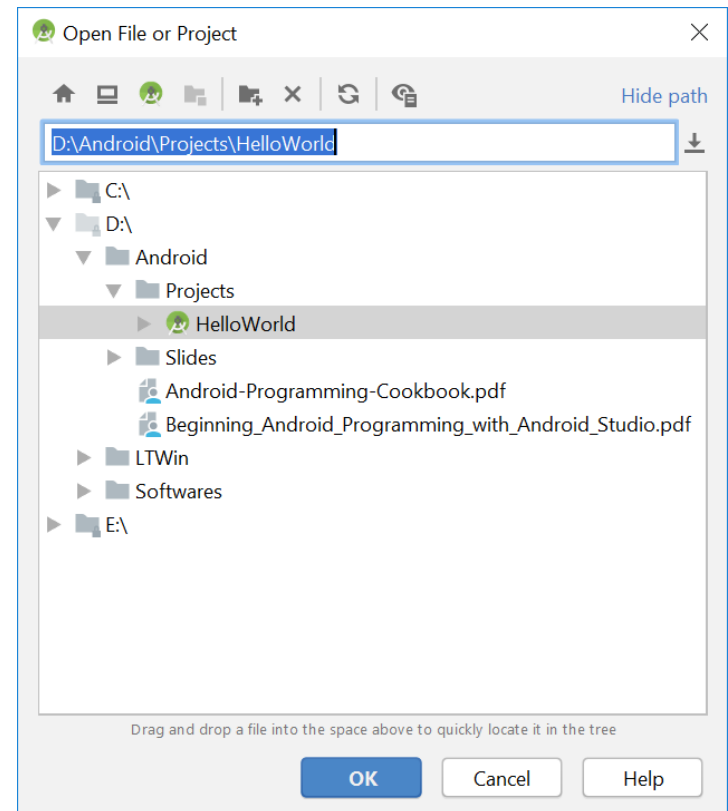 Open File or Project
Hide path
D:\Android\Projects\HelloWorld
C:\
D:\
Android
Projects
HelloWorld
Slides
Android-Programming-Cookbook.pdf
Beginning_Android_Programming_with_Android_Studio.pdf
LTWin
Softwares
E:\
Drag and drop a file into the space above to quickly locate it in the tree
OK Cancel Help